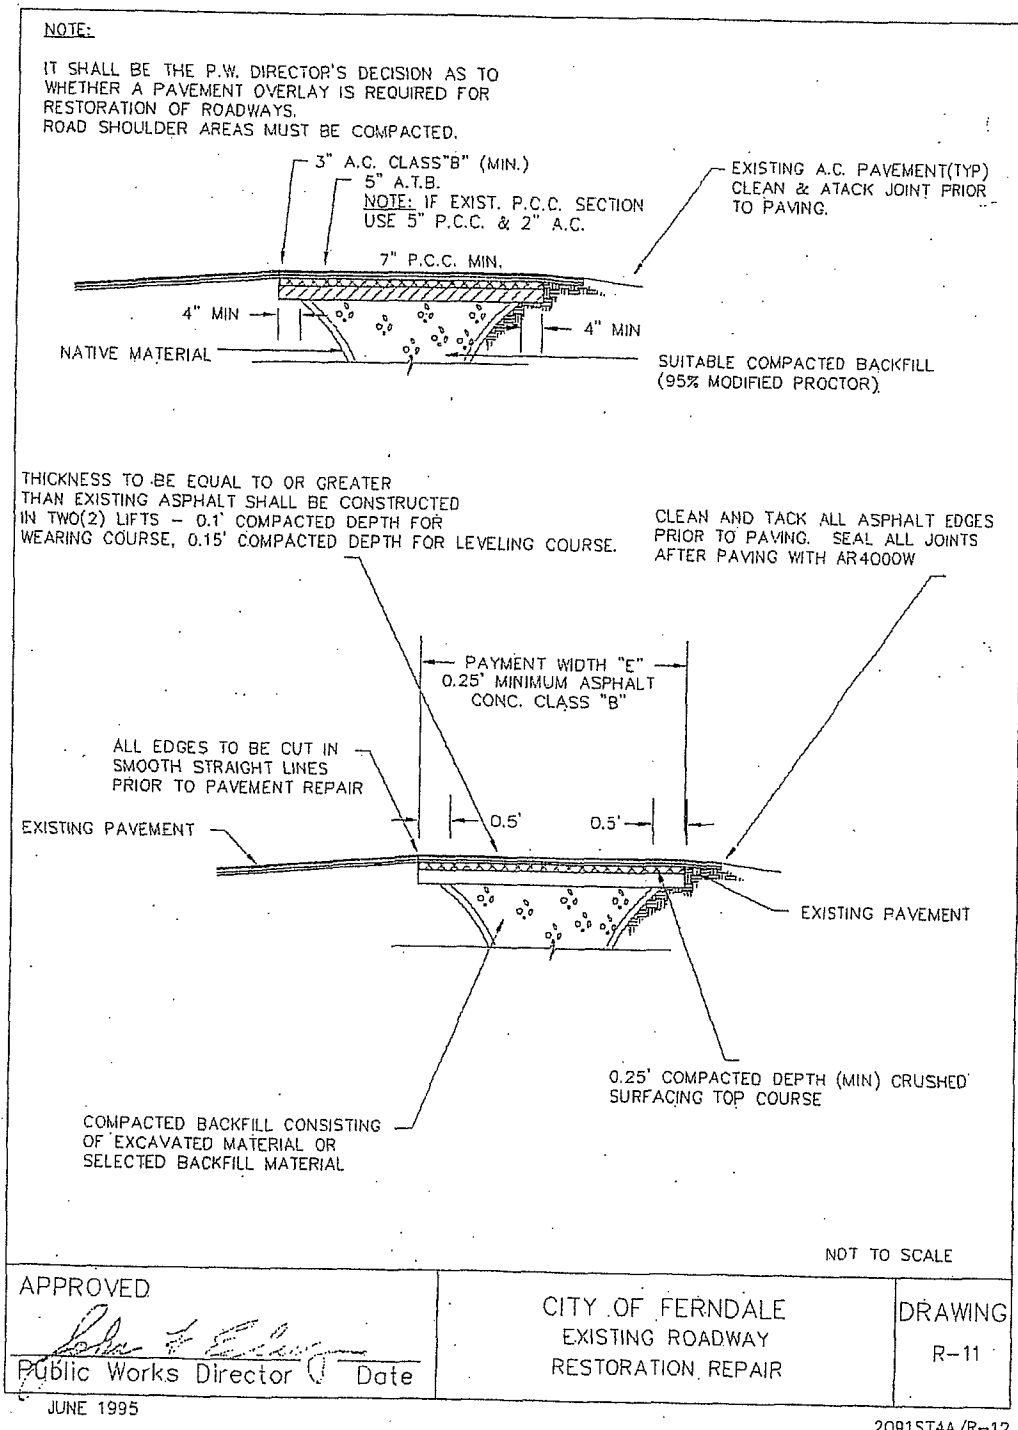 NOTE:
IT SHALL BE THE P.W. DIRECTOR'S DECISION AS TO
WHETHER A PAVEMENT OVERLAY IS REQUIRED FOR
RESTORATION OF ROADWAYS.
ROAD SHOULDER AREAS MUST BE COMPACTED.
3" A.C. CLASS"B" (MIN.)
5" A.T.B.
NOTE: IF EXIST. P.C.C. SECTION
USE 5" P.C.C. & 2" A.C.
7" P.C.C. MIN.
EXISTING A.C. PAVEMENT(TYP)
CLEAN & ATACK JOINT PRIOR
TO PAVING.
4" MIN
4" MIN
NATIVE MATERIAL
SUITABLE COMPACTED BACKFILL
(95% MODIFIED PROCTOR)
THICKNESS TO BE EQUAL TO OR GREATER
THAN EXISTING ASPHALT SHALL BE CONSTRUCTED
IN TWO(2) LIFTS - 0.1' COMPACTED DEPTH FOR
WEARING COURSE, 0.15' COMPACTED DEPTH FOR LEVELING COURSE.
CLEAN AND TACK ALL ASPHALT EDGES
PRIOR TO PAVING. SEAL ALL JOINTS
AFTER PAVING WITH AR4000W
PAYMENT WIDTH "E"
0.25' MINIMUM ASPHALT
CONC. CLASS "B"
ALL EDGES TO BE CUT IN
SMOOTH STRAIGHT LINES
PRIOR TO PAVEMENT REPAIR
0.5'
0.5'
EXISTING PAVEMENT
EXISTING PAVEMENT
0.25' COMPACTED DEPTH (MIN) CRUSHED
SURFACING TOP COURSE
COMPACTED BACKFILL CONSISTING
OF EXCAVATED MATERIAL OR
SELECTED BACKFILL MATERIAL
NOT TO SCALE
APPROVED
Public Works Director Date
CITY OF FERNDALE
EXISTING ROADWAY
RESTORATION REPAIR
DRAWING
R-11
JUNE 1995
2091ST4A/R-12